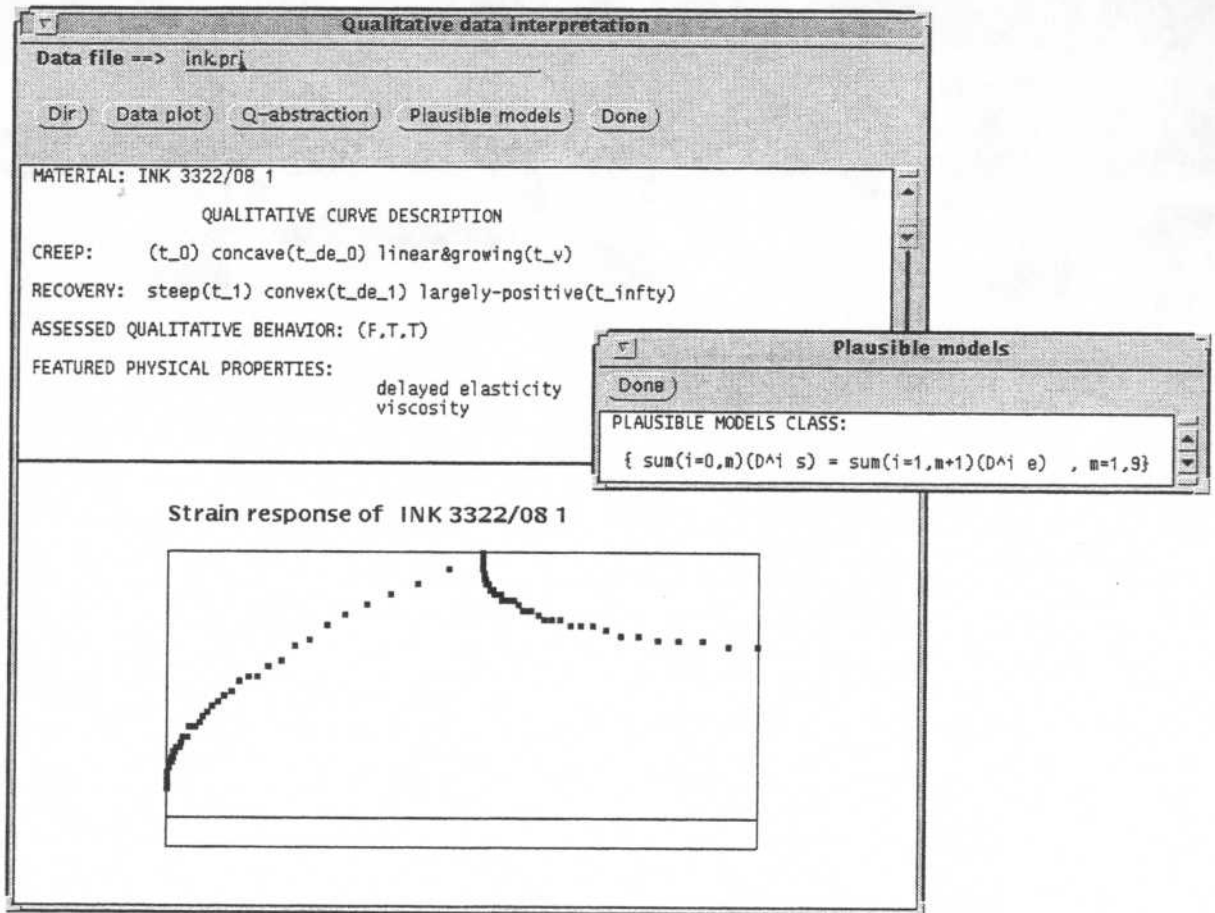 Qualitative data interpretation
Data file ==> ink.pri
Dir Data plot Q-abstraction Plausible models Done
MATERIAL: INK 3322/08 1
QUALITATIVE CURVE DESCRIPTION
CREEP: (t_0) concave(t_de_0) linear&growing(t_v)
RECOVERY: steep(t_1) convex(t_de_1) largely-positive(t_infty)
ASSESSED QUALITATIVE BEHAVIOR: (F,T,T)
FEATURED PHYSICAL PROPERTIES:
delayed elasticity
viscosity
Plausible models
Done
PLAUSIBLE MODELS CLASS:
{ sum(i=0,m)(D^i s) = sum(i=1,m+1)(D^i e) , m=1,9}
Strain response of INK 3322/08 1